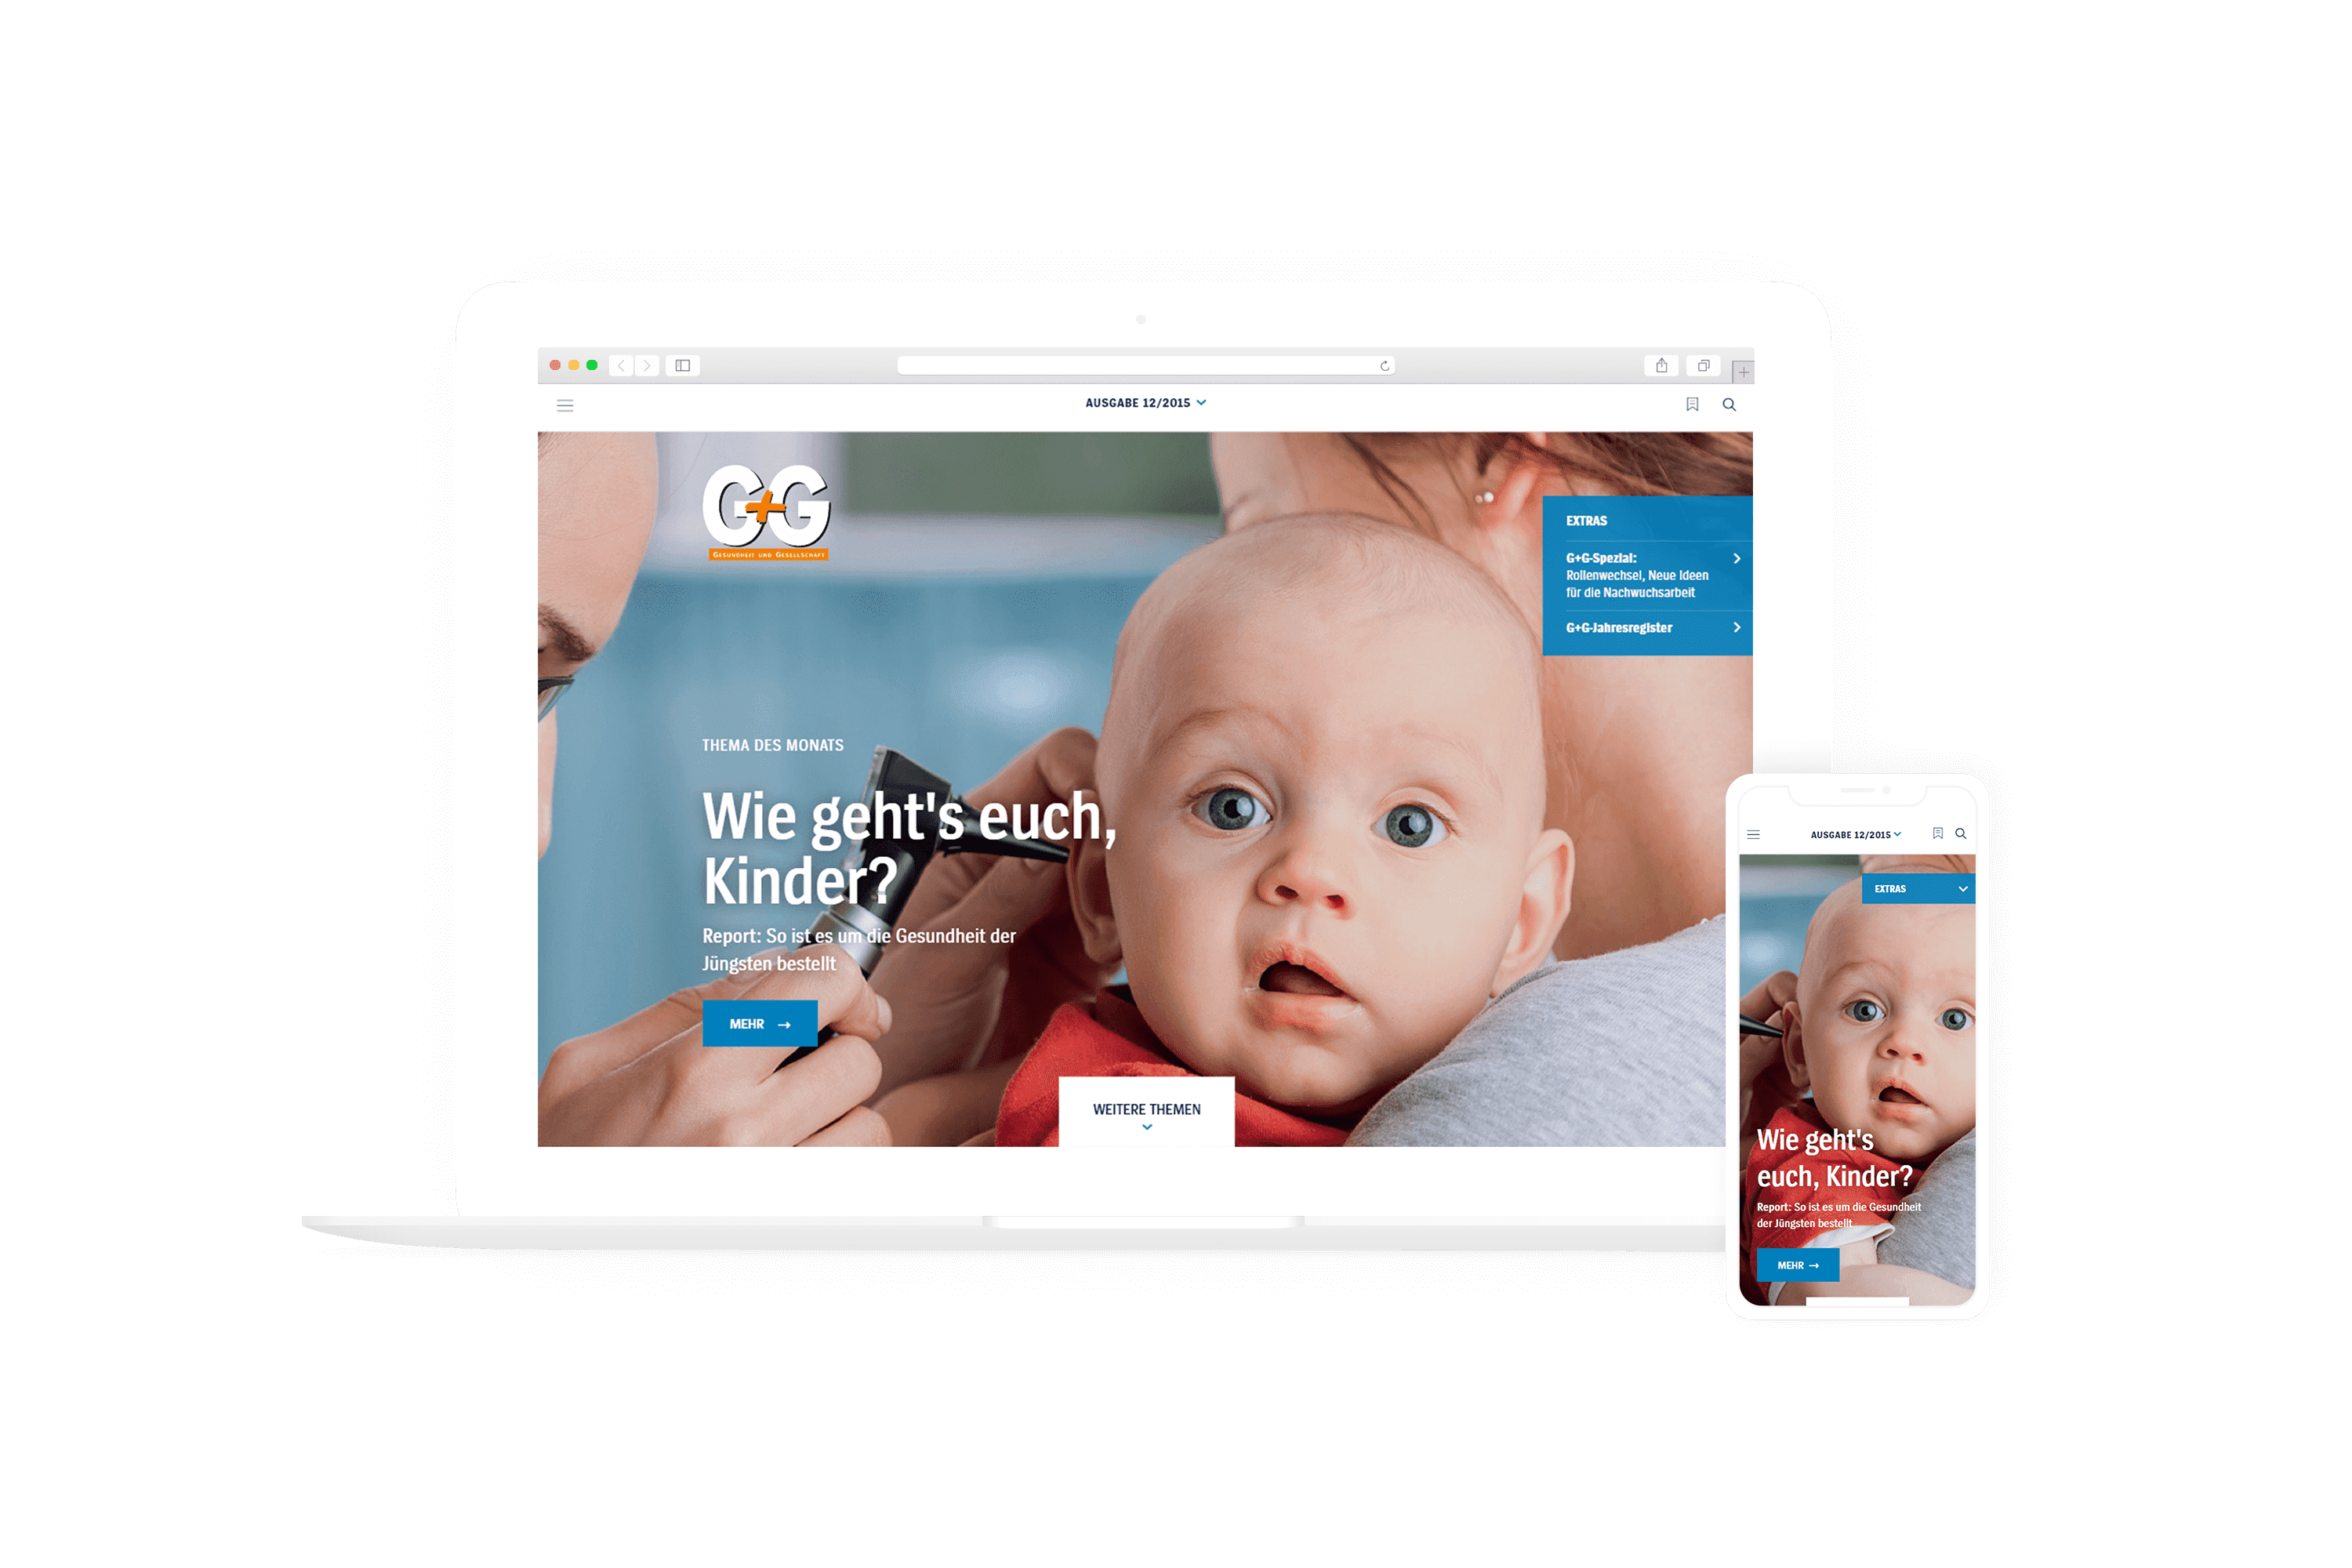 AUSGABE 12/2015
G+G
GESUNDHEIT UND GESELLSCHAFT
EXTRAS
G+G-Spezial:
Rollenwechsel, Neue Ideen
für die Nachwuchsarbeit
G+G-Jahresregister
THEMA DES MONATS
Wie geht's euch,
Kinder?
Report: So ist es um die Gesundheit der
Jüngsten bestellt
MEHR →
WEITERE THEMEN
AUSGABE 12/2015
EXTRAS
Wie geht's
euch, Kinder?
Report: So ist es um die Gesundheit
der Jüngsten bestellt
MEHR →